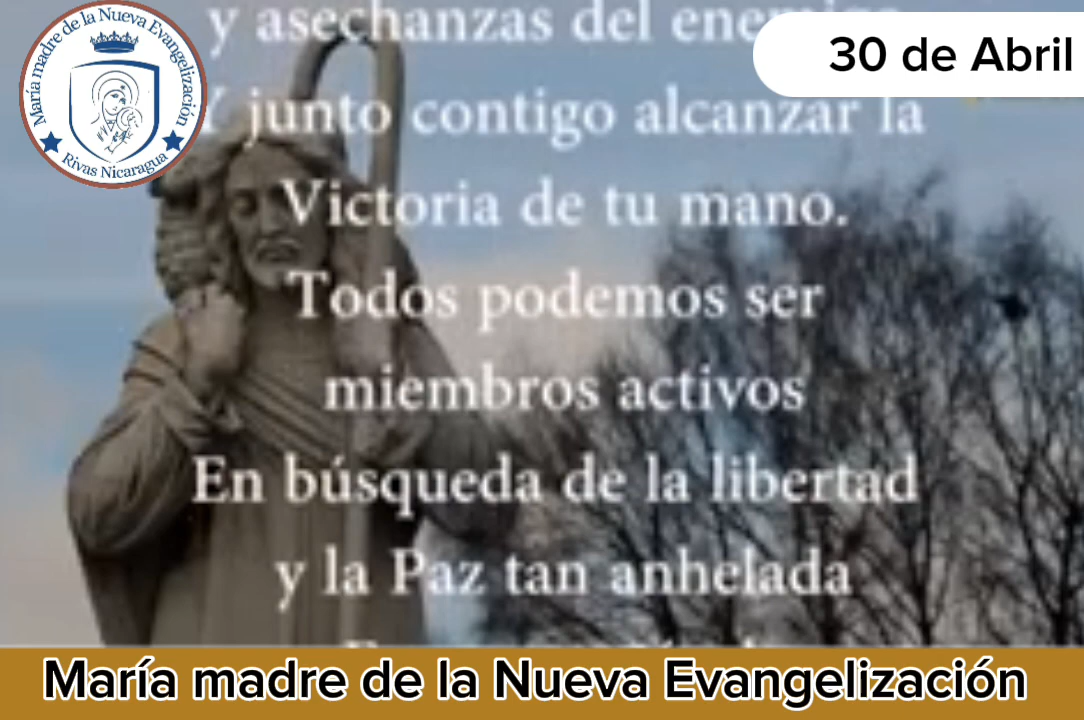 María madre de la Nueva Evangelización
Rivas Nicaragua
30 de Abril
y asechanzas del
Y junto contigo alcanzar la
Victoria de tu mano.
Todos podemos ser
miembros activos
En búsqueda de la libertad
y la Paz tan anhelada
María madre de la Nueva Evangelización